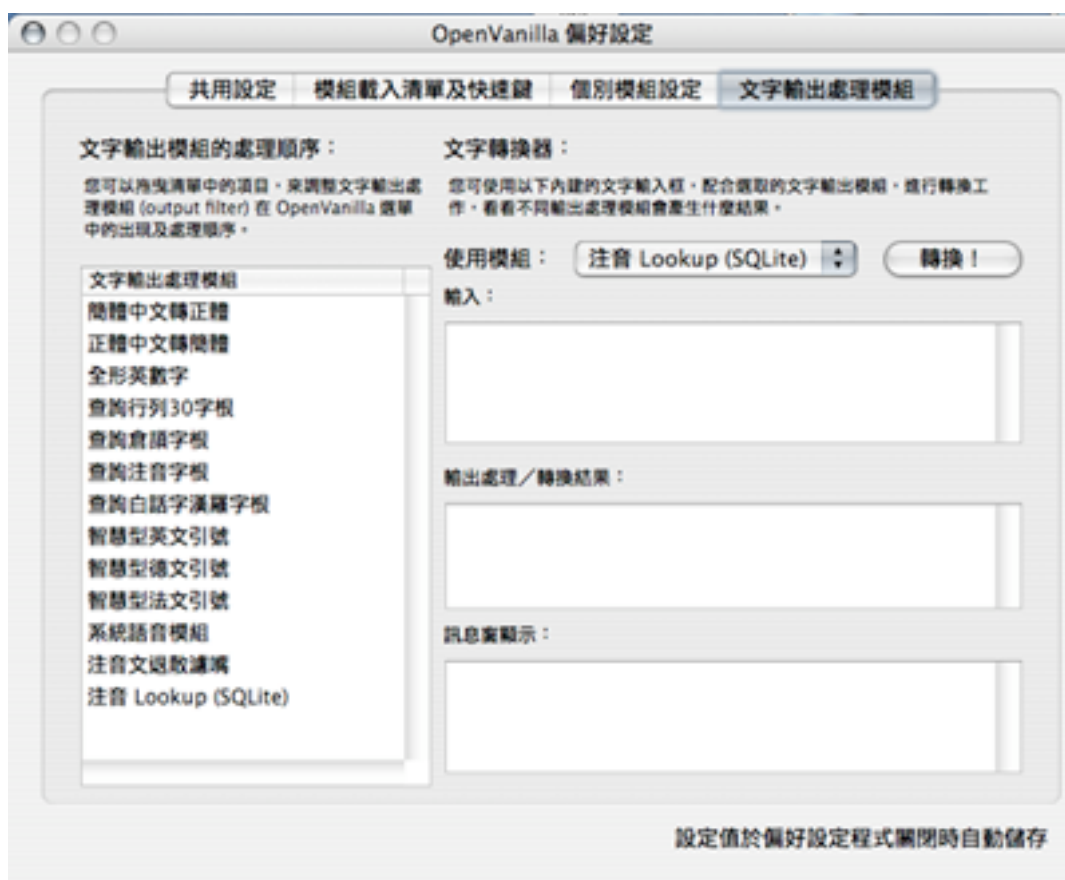 OpenVanilla 偏好設定
共用設定 模組載入清單及快速鍵 個別模組設定 文字輸出處理模組
文字輸出模組的處理順序：
您可以拖曳清單中的項目，來調整文字輸出處
理模組 (output filter) 在 OpenVanilla 選單
中的出現及處理順序。
文字輸出處理模組
簡體中文轉正體
正體中文轉簡體
全形英數字
查詢行列30字根
查詢倉頡字根
查詢注音字根
查詢白話字漢羅字根
智慧型英文引號
智慧型德文引號
智慧型法文引號
系統語音模組
注音文退散濾嘴
注音 Lookup (SQLite)
文字轉換器：
您可使用以下內建的文字輸入框，配合選取的文字輸出模組，進行轉換工
作，看看不同輸出處理模組會產生什麼結果。
使用模組： 注音 Lookup (SQLite) 轉換！
輸入：
輸出處理／轉換結果：
訊息窗顯示：
設定值於偏好設定程式關閉時自動儲存